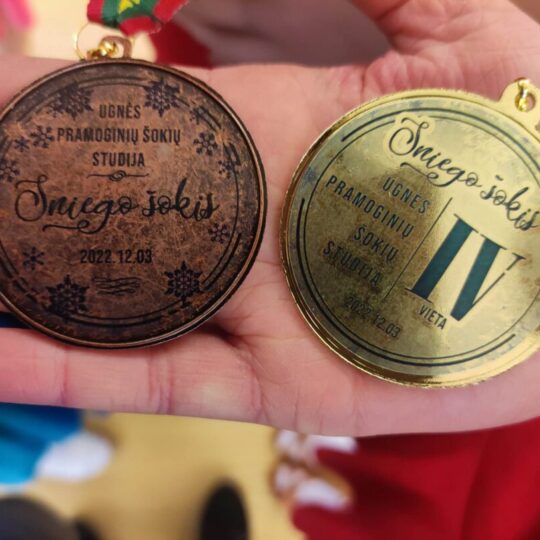 UGNĖS
PRAMOGINIŲ ŠOKIŲ
STUDIJA
Sniego šokis
2022.12.03
Sniego šokis
UGNĖS
PRAMOGINIŲ
ŠOKIŲ
STUDIJA
2022.12.03
IV
VIETA